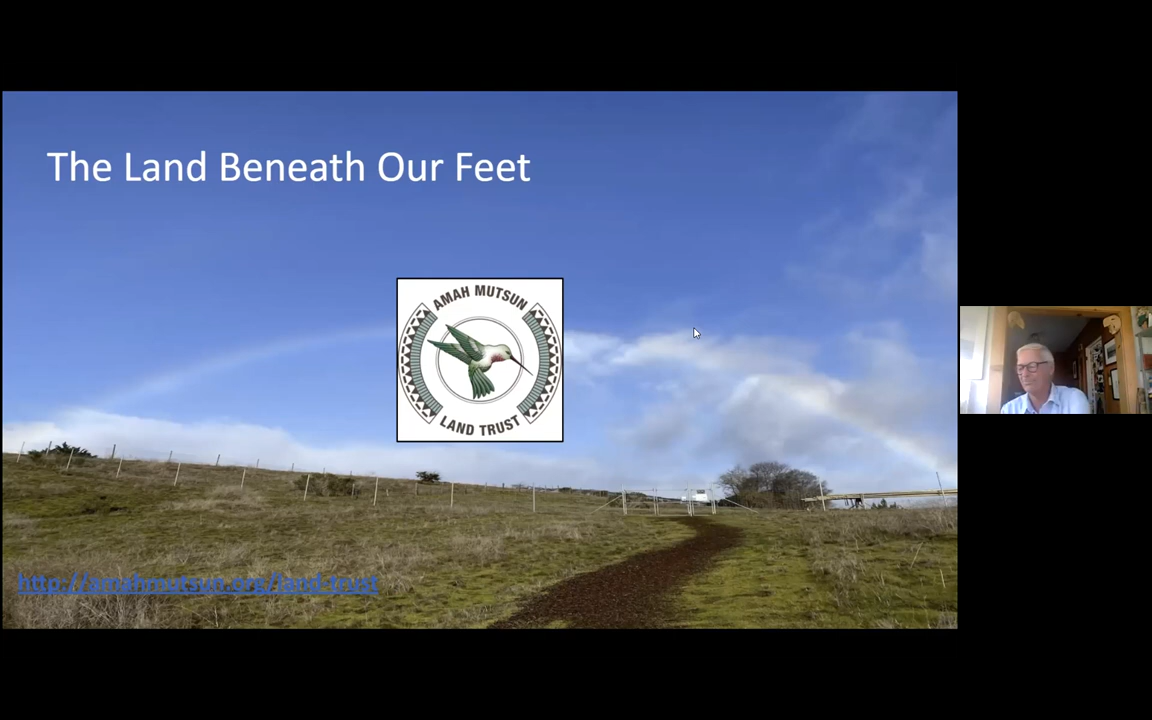 The Land Beneath Our Feet
AMAH MUTSUN
LAND TRUST
http://amahmutsun.org/land-trust